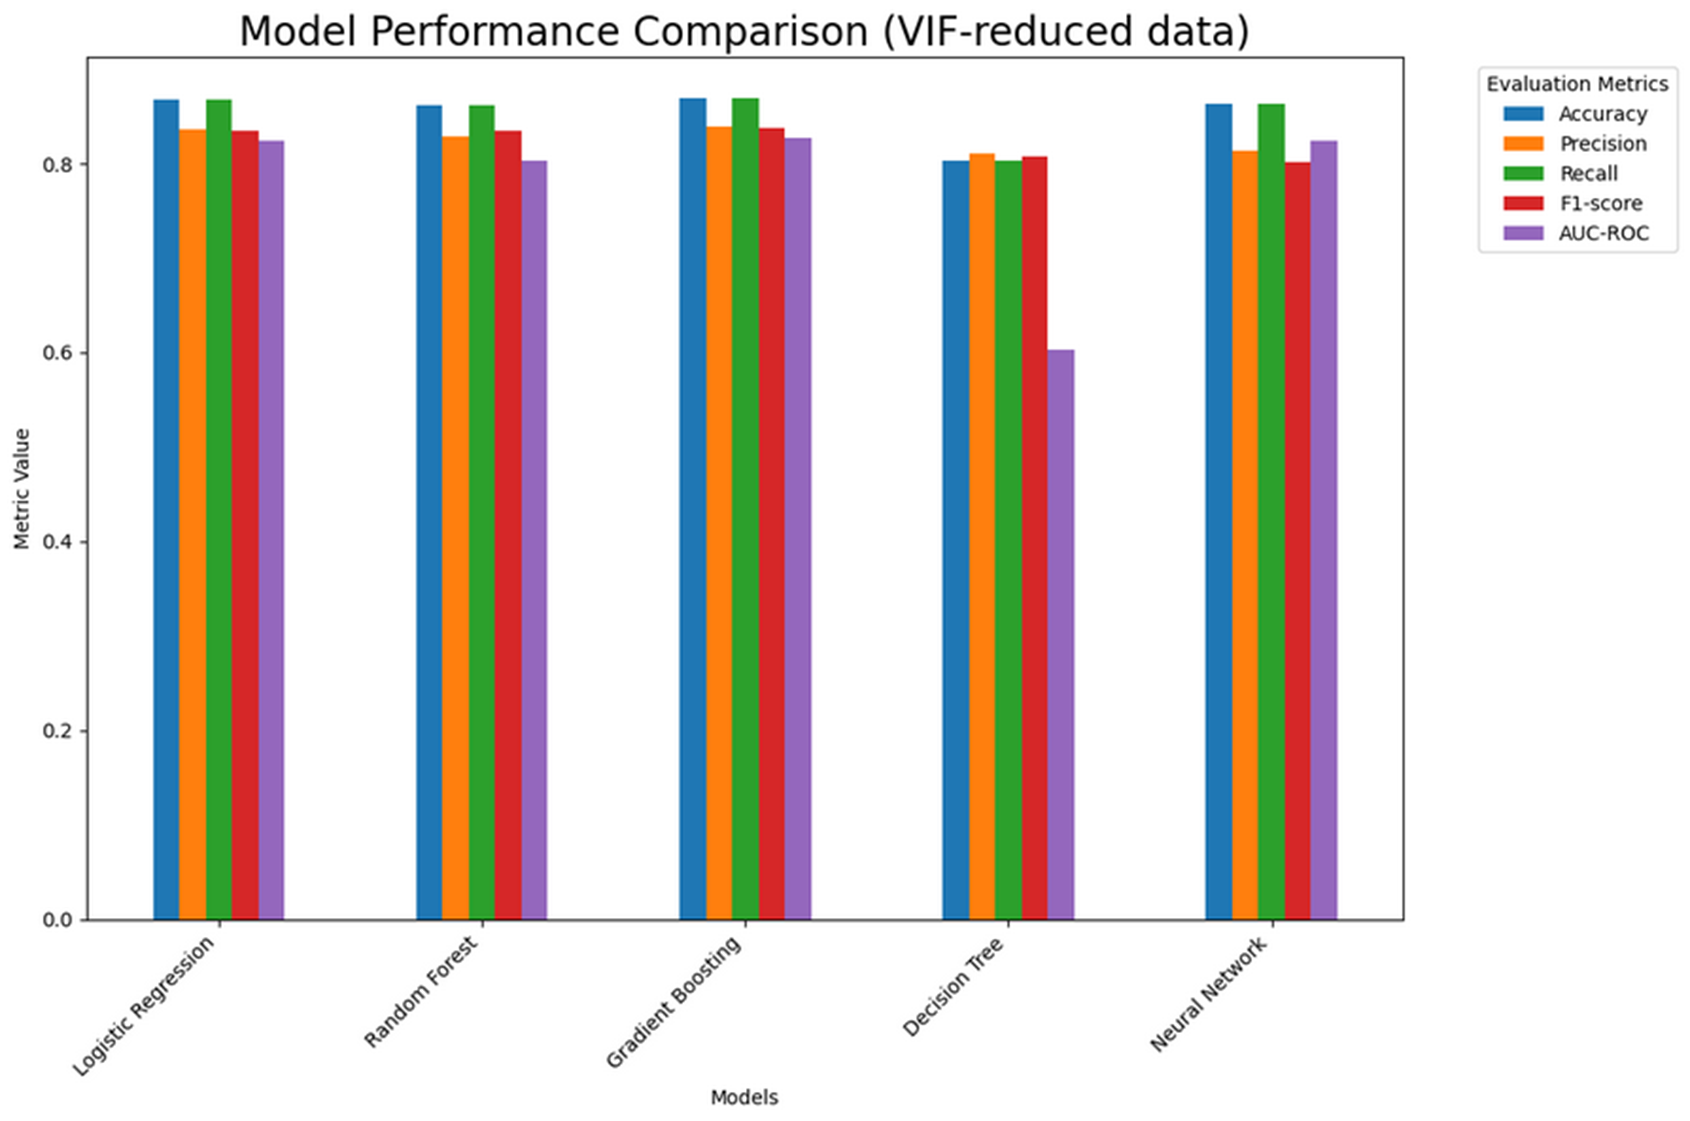 Model Performance Comparison (VIF-reduced data)
Evaluation Metrics
Accuracy
Precision
Recall
F1-score
AUC-ROC
Metric Value
0.8
0.6
0.4
0.2
0.0
Logistic Regression
Random Forest
Gradient Boosting
Decision Tree
Neural Network
Models